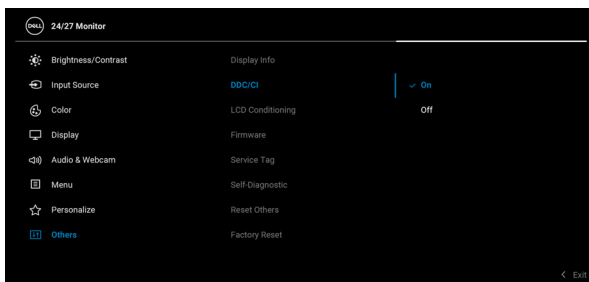 DELL 24/27 Monitor
Brightness/Contrast Display Info
Input Source DDC/CI On
Color LCD Conditioning Off
Display Firmware
Audio & Webcam Service Tag
Menu Self-Diagnostic
Personalize Reset Others
Others Factory Reset
Exit